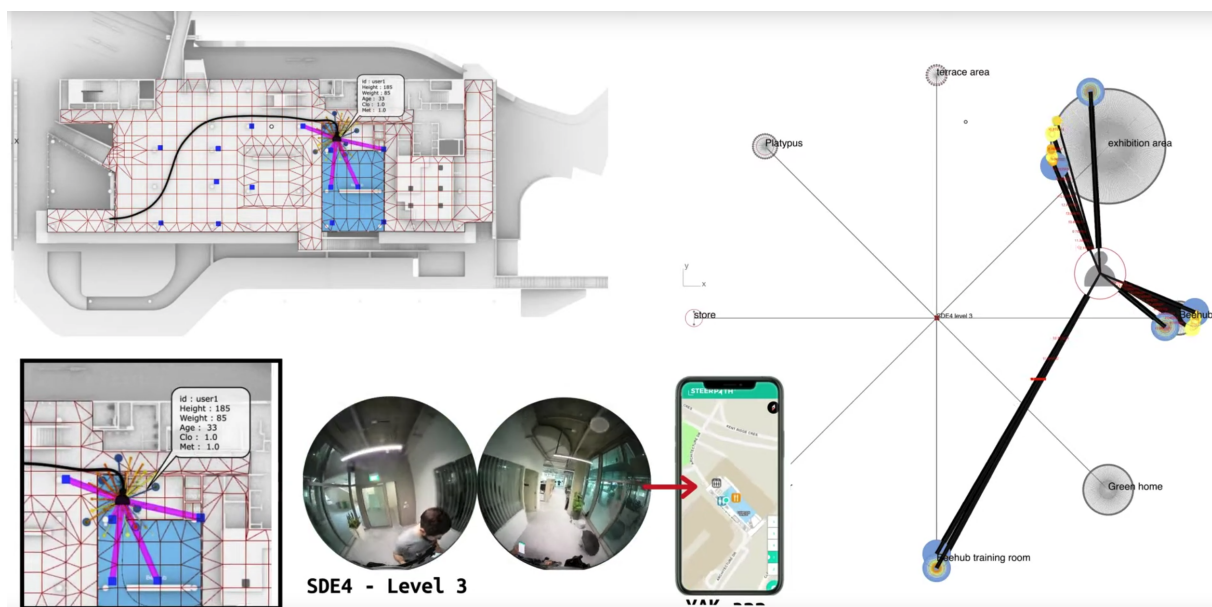 id : user1
Height : 185
Weight : 85
Age : 33
Clo : 1.0
Met : 1.0
X
id : user1
Height : 185
Weight : 85
Age : 33
Clo : 1.0
Met : 1.0
SDE4 - Level 3
STEERPATH
terrace area
Platypus
exhibition area
y
x
store
SDE4 level 3
Beehub
Green home
Beehub training room